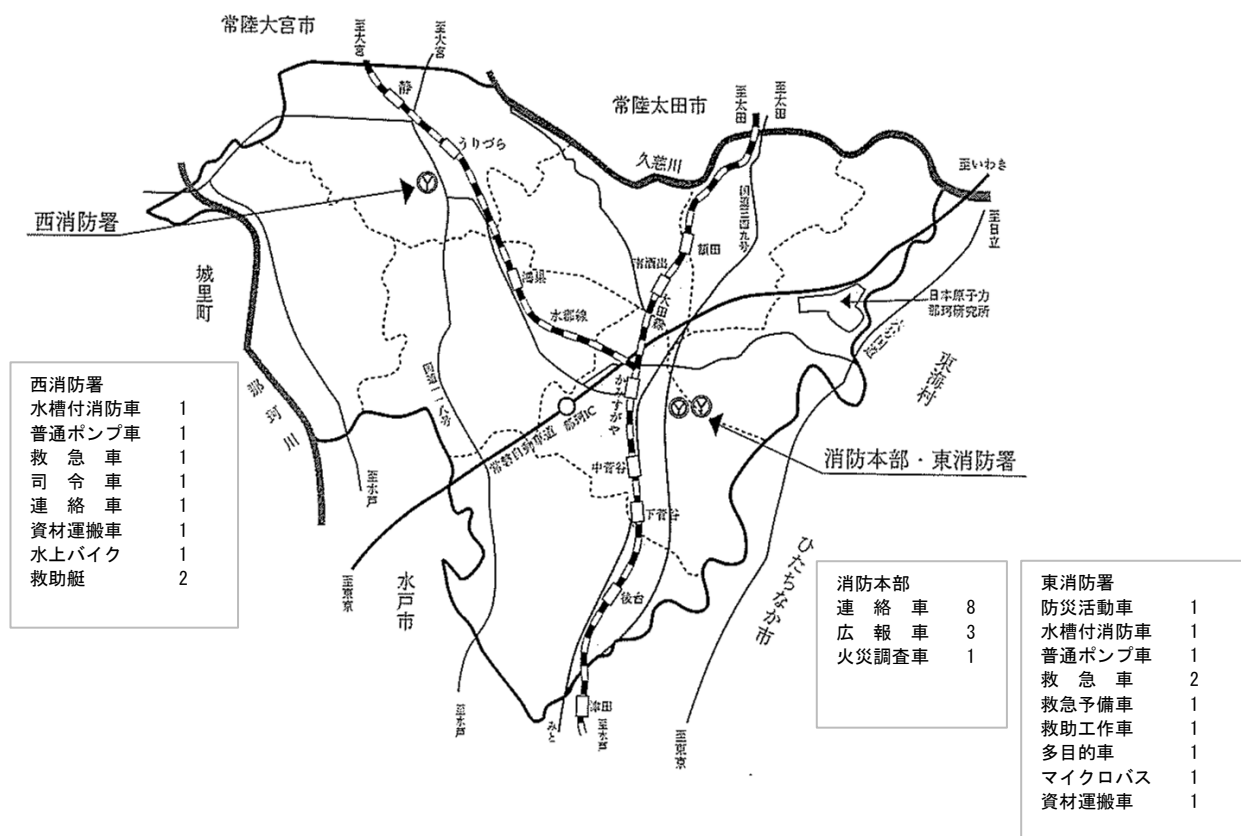 常陸大宮市
至大宮
至大宮
静
うりづら
常陸太田市
至太田
至太田
久慈川
至いわき
至日立
西消防署
国道三四九号
額田
南酒出
城里町
鴻巣
水郡線
太田線
日本原子力
那珂研究所
東海村
那珂川
国道一一八号
かみすがや
常磐自動車道
那珂IC
中菅谷
消防本部・東消防署
至水戸
下菅谷
至東京
水戸市
後台
ひたちなか市
津田
至水戸
みと
至水戸
至東京
西消防署
水槽付消防車 1
普通ポンプ車 1
救急車 1
司令車 1
連絡車 1
資材運搬車 1
水上バイク 1
救助艇 2
消防本部
連絡車 8
広報車 3
火災調査車 1
東消防署
防災活動車 1
水槽付消防車 1
普通ポンプ車 1
救急車 2
救急予備車 1
救助工作車 1
多目的車 1
マイクロバス 1
資材運搬車 1